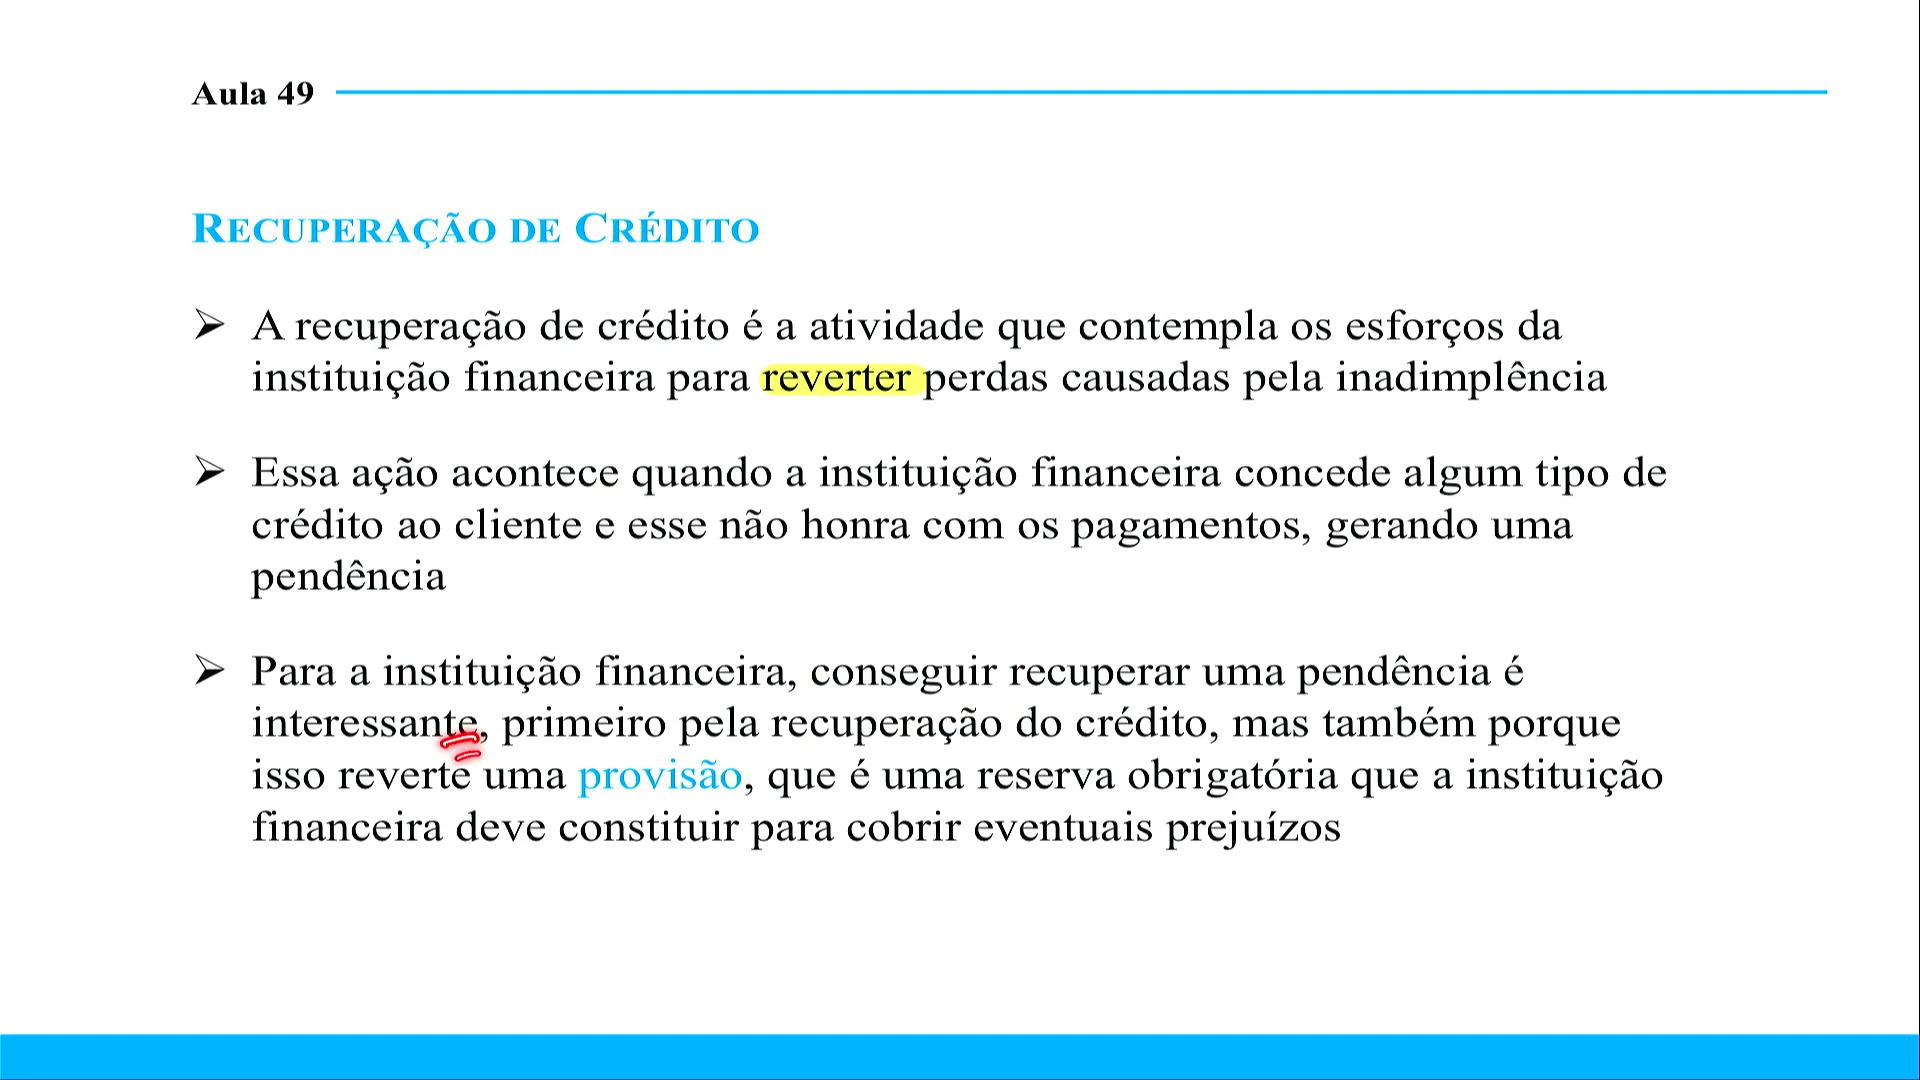 Aula 49
RECUPERAÇÃO DE CRÉDITO
A recuperação de crédito é a atividade que contempla os esforços da
instituição financeira para reverter perdas causadas pela inadimplência
Essa ação acontece quando a instituição financeira concede algum tipo de
crédito ao cliente e esse não honra com os pagamentos, gerando uma
pendência
Para a instituição financeira, conseguir recuperar uma pendência é
interessante, primeiro pela recuperação do crédito, mas também porque
isso reverte uma provisão, que é uma reserva obrigatória que a instituição
financeira deve constituir para cobrir eventuais prejuízos